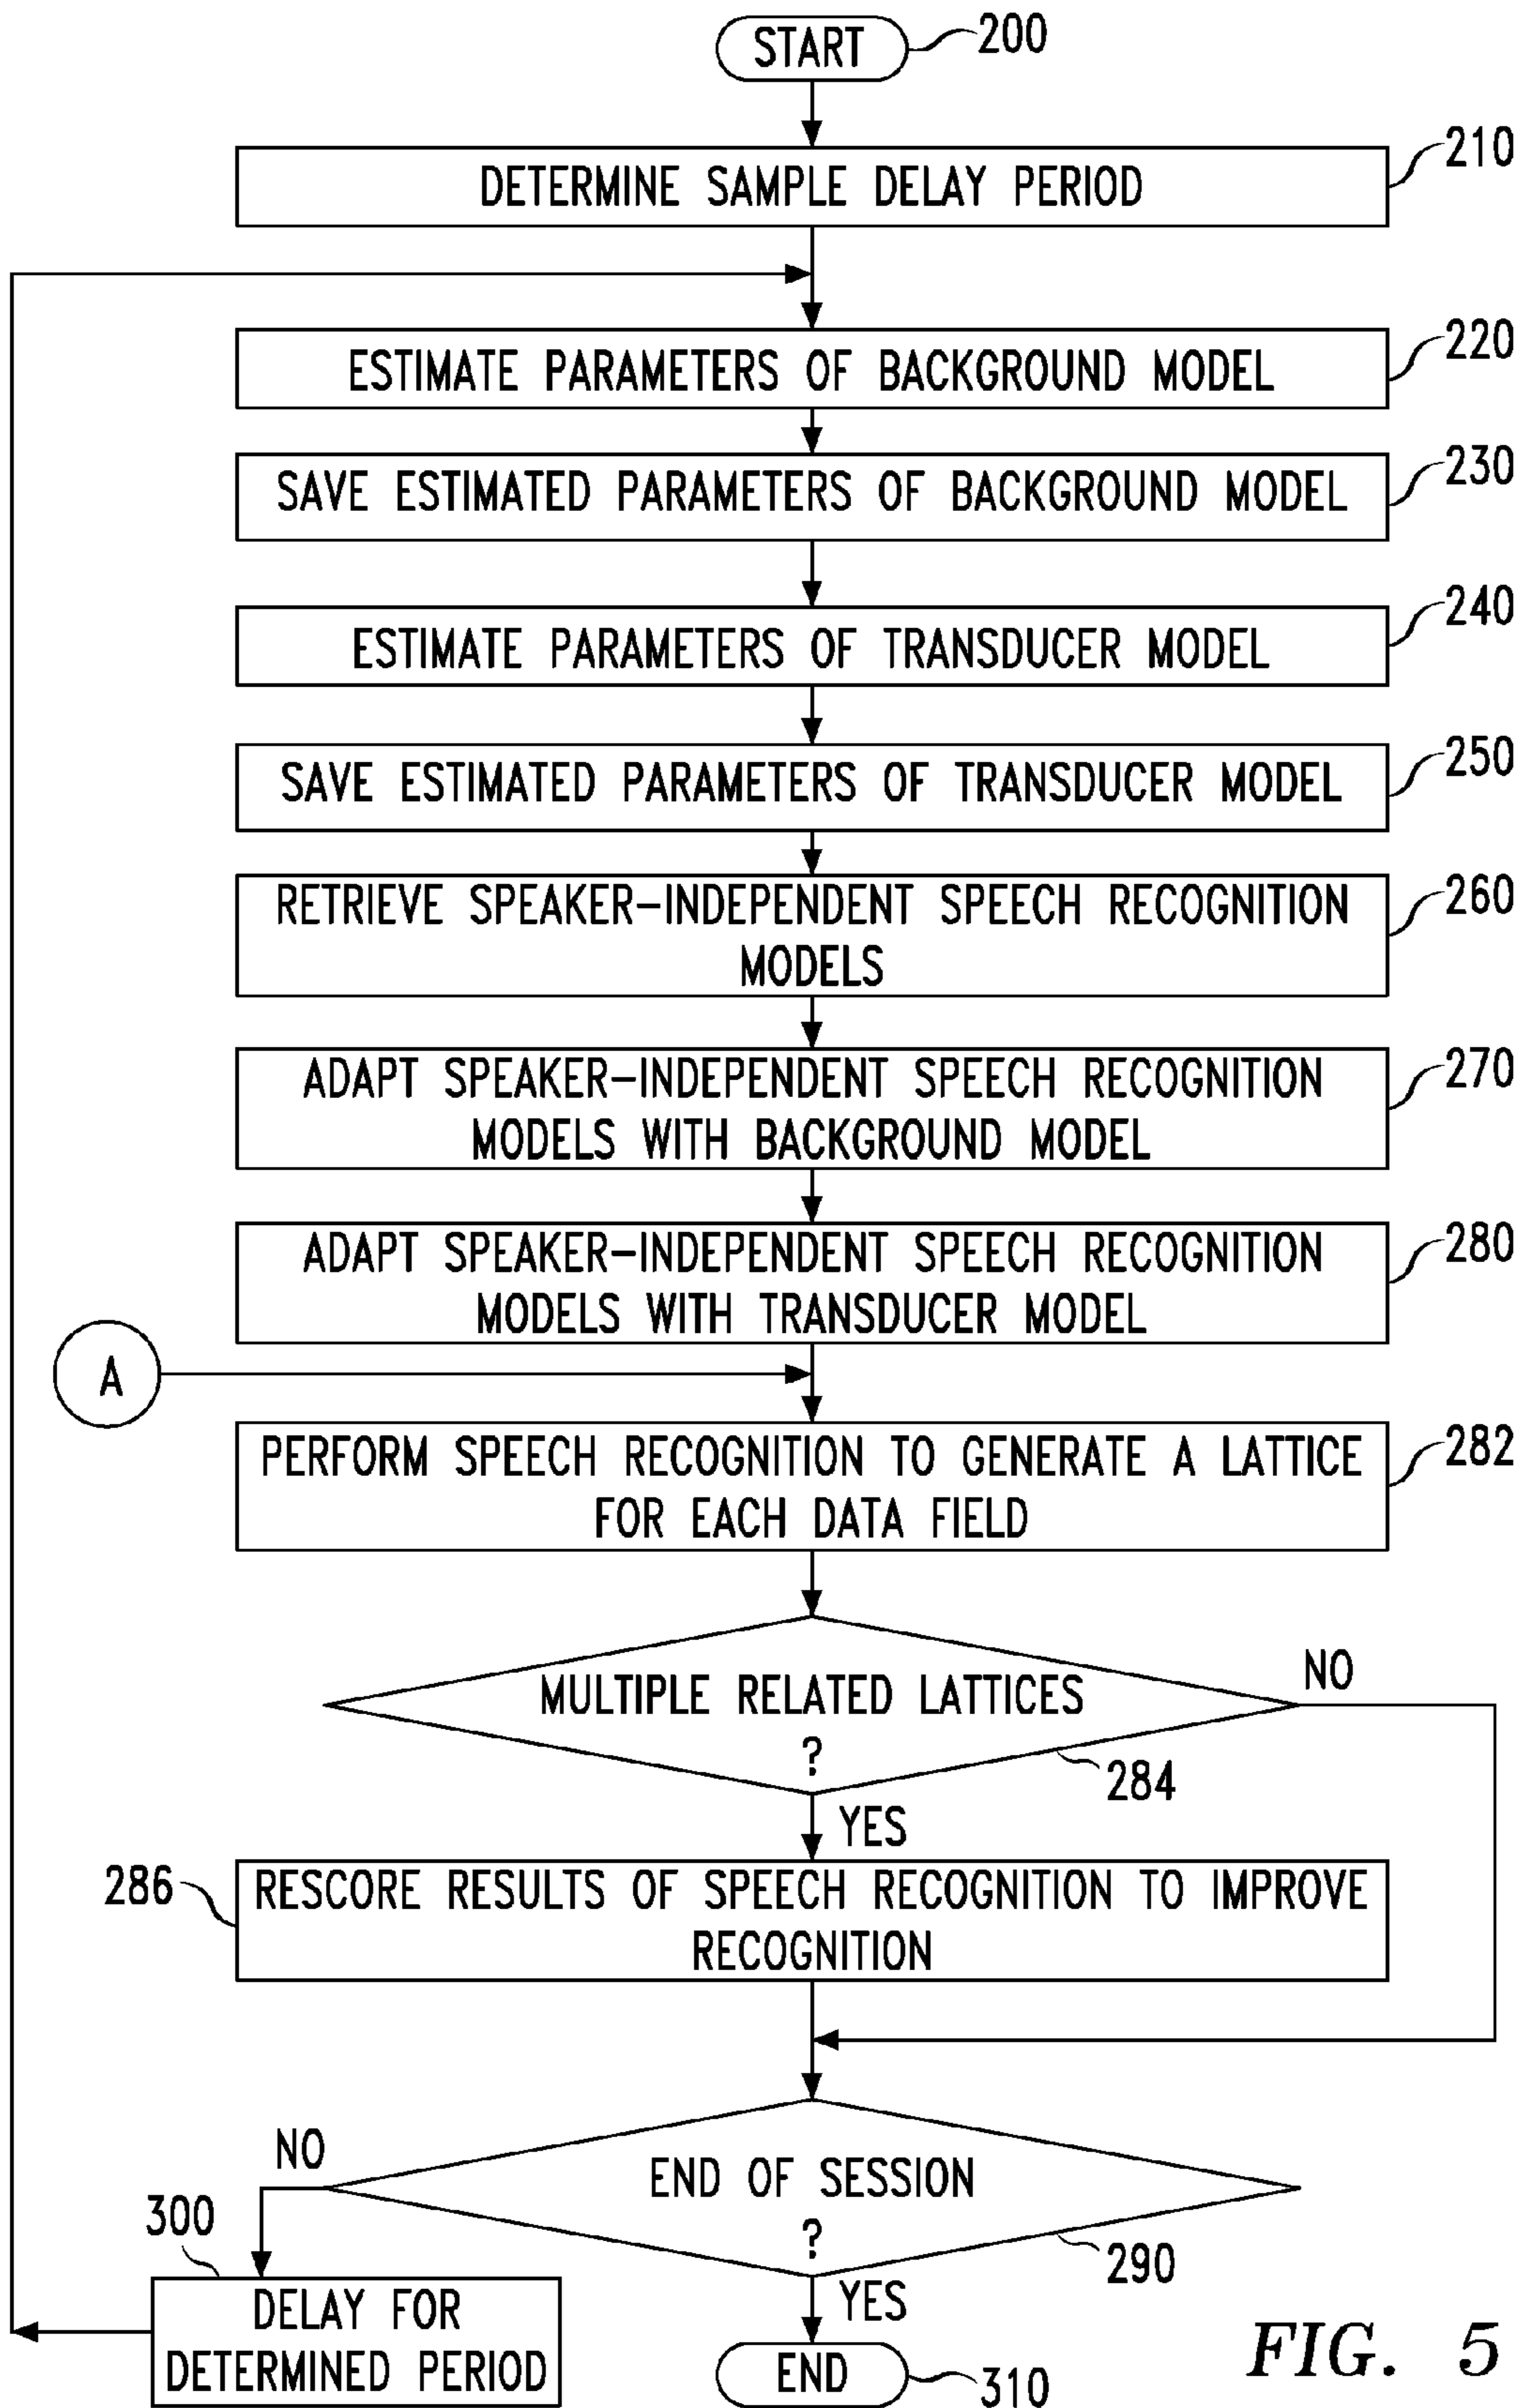 START
200
DETERMINE SAMPLE DELAY PERIOD
210
ESTIMATE PARAMETERS OF BACKGROUND MODEL
220
SAVE ESTIMATED PARAMETERS OF BACKGROUND MODEL
230
ESTIMATE PARAMETERS OF TRANSDUCER MODEL
240
SAVE ESTIMATED PARAMETERS OF TRANSDUCER MODEL
250
RETRIEVE SPEAKER-INDEPENDENT SPEECH RECOGNITION
MODELS
260
ADAPT SPEAKER-INDEPENDENT SPEECH RECOGNITION
MODELS WITH BACKGROUND MODEL
270
ADAPT SPEAKER-INDEPENDENT SPEECH RECOGNITION
MODELS WITH TRANSDUCER MODEL
280
A
PERFORM SPEECH RECOGNITION TO GENERATE A LATTICE
FOR EACH DATA FIELD
282
MULTIPLE RELATED LATTICES
?
NO
284
YES
286
RESCORE RESULTS OF SPEECH RECOGNITION TO IMPROVE
RECOGNITION
END OF SESSION
?
NO
290
YES
300
DELAY FOR
DETERMINED PERIOD
END
310
FIG. 5